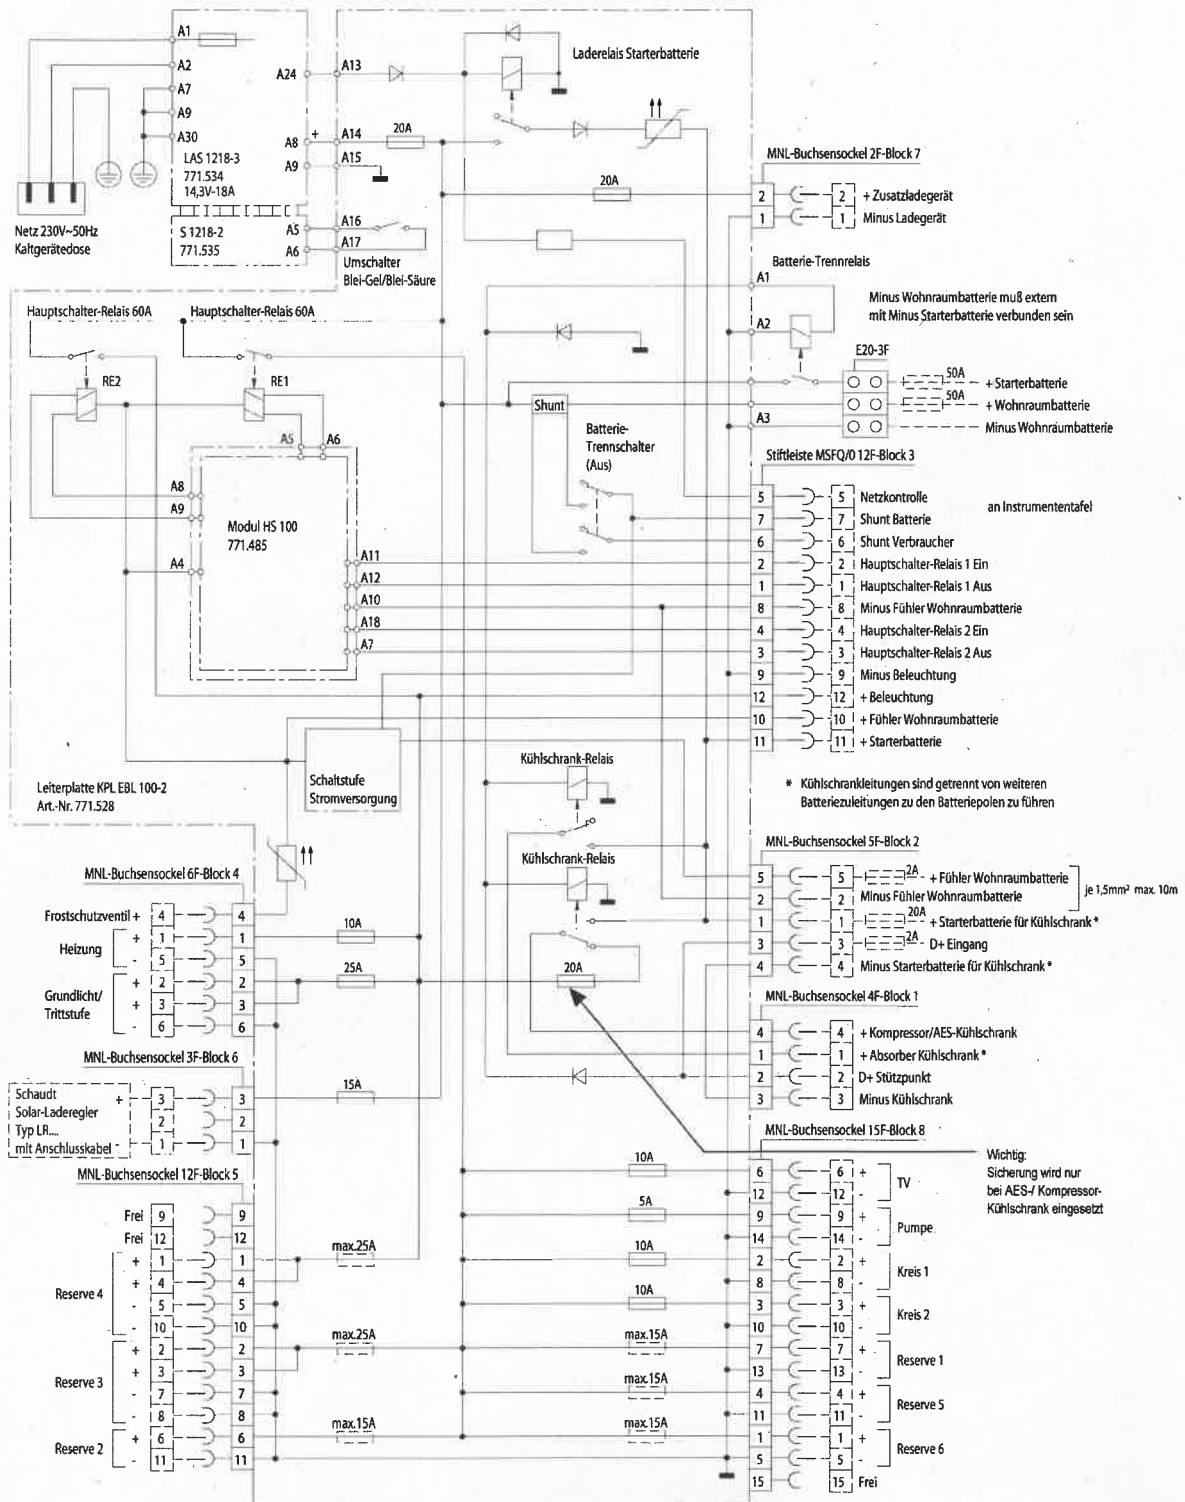 A1
A2
A7
A9
A30
LAS 1218-3
771.534
14,3V-18A
S 1218-2
771.535
A24
A8
+
A9
A5
A6
A13
A14
20A
A15
A16
A17
Umschalter
Blei-Gel/Blei-Säure
Netz 230V~50Hz
Kaltgerätedose
Laderelais Starterbatterie
20A
MNL-Buchsensockel 2F-Block 7
2 2 + Zusatzladegerät
1 1 Minus Ladegerät
Batterie-Trennrelais
A1
A2
A3
Minus Wohnraumbatterie muß extern
mit Minus Starterbatterie verbunden sein
E20-3F
50A + Starterbatterie
50A + Wohnraumbatterie
Minus Wohnraumbatterie
Hauptschalter-Relais 60A
Hauptschalter-Relais 60A
RE2
RE1
A5
A6
A8
A9
A4
Modul HS 100
771.485
A11
A12
A10
A18
A7
Shunt
Batterie-
Trennschalter
(Aus)
Stiftleiste MSFQ/0 12F-Block 3
5 5 Netzkontrolle
an Instrumententafel
7 7 Shunt Batterie
6 6 Shunt Verbraucher
2 2 Hauptschalter-Relais 1 Ein
1 1 Hauptschalter-Relais 1 Aus
8 8 Minus Fühler Wohnraumbatterie
4 4 Hauptschalter-Relais 2 Ein
3 3 Hauptschalter-Relais 2 Aus
9 9 Minus Beleuchtung
12 12 + Beleuchtung
10 10 + Fühler Wohnraumbatterie
11 11 + Starterbatterie
* Kühlschrankleitungen sind getrennt von weiteren
Batteriezuleitungen zu den Batteriepolen zu führen
Leiterplatte KPL EBL 100-2
Art.-Nr. 771.528
Schaltstufe
Stromversorgung
Kühlschrank-Relais
Kühlschrank-Relais
20A
MNL-Buchsensockel 5F-Block 2
5 5 2A + Fühler Wohnraumbatterie
2 2 Minus Fühler Wohnraumbatterie
je 1,5mm² max. 10m
1 1 20A + Starterbatterie für Kühlschrank *
3 3 2A D+ Eingang
4 4 Minus Starterbatterie für Kühlschrank *
MNL-Buchsensockel 4F-Block 1
4 4 + Kompressor/AES-Kühlschrank
1 1 + Absorber Kühlschrank *
2 2 D+ Stützpunkt
3 3 Minus Kühlschrank
MNL-Buchsensockel 6F-Block 4
Frostschutzventil + 4 4
Heizung
+ 1 1 10A
- 5 5
Grundlicht/
Trittstufe
+ 2 2 25A
+ 3 3
- 6 6
MNL-Buchsensockel 3F-Block 6
Schaudt
Solar-Laderegler
Typ LR....
mit Anschlusskabel
+ 3 3 15A
2 2
- 1 1
MNL-Buchsensockel 12F-Block 5
Frei 9 9
Frei 12 12
Reserve 4
+ 1 1 max.25A
+ 4 4
- 5 5
- 10 10
Reserve 3
+ 2 2 max.25A
+ 3 3
- 7 7
- 8 8
Reserve 2
+ 6 6 max.15A
- 11 11
MNL-Buchsensockel 15F-Block 8
Wichtig:
Sicherung wird nur
bei AES-/ Kompressor-
Kühlschrank eingesetzt
10A 6 6 +
12 12 -
TV
5A 9 9 +
14 14 -
Pumpe
10A 2 2 +
8 8 -
Kreis 1
10A 3 3 +
10 10 -
Kreis 2
max.15A 7 7 +
13 13 -
Reserve 1
max.15A 4 4 +
11 11 -
Reserve 5
max.15A 1 1 +
5 5 -
Reserve 6
15 15 Frei